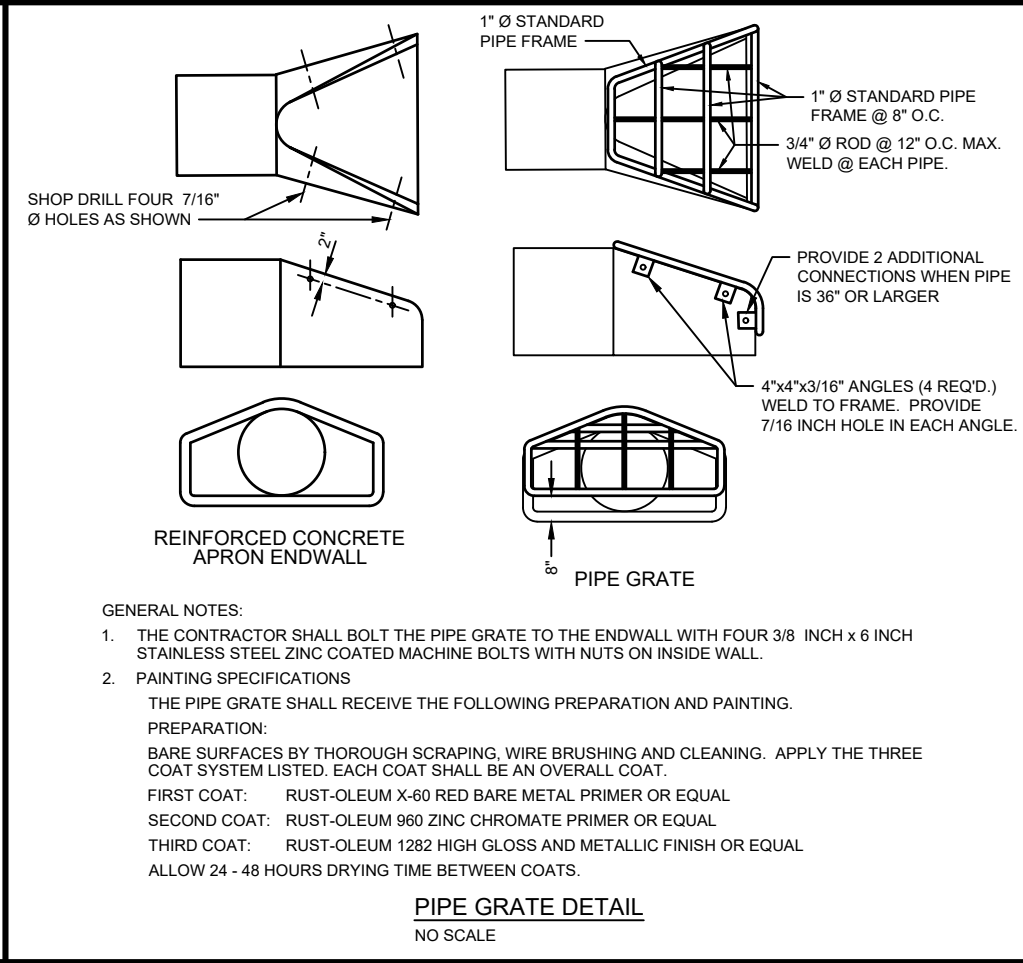 1" Ø STANDARD
PIPE FRAME
1" Ø STANDARD PIPE
FRAME @ 8" O.C.
3/4" Ø ROD @ 12" O.C. MAX.
WELD @ EACH PIPE.
SHOP DRILL FOUR 7/16"
Ø HOLES AS SHOWN
2"
PROVIDE 2 ADDITIONAL
CONNECTIONS WHEN PIPE
IS 36" OR LARGER
4"x4"x3/16" ANGLES (4 REQ'D.)
WELD TO FRAME. PROVIDE
7/16 INCH HOLE IN EACH ANGLE.
REINFORCED CONCRETE
APRON ENDWALL
8"
PIPE GRATE
GENERAL NOTES:
1. THE CONTRACTOR SHALL BOLT THE PIPE GRATE TO THE ENDWALL WITH FOUR 3/8 INCH x 6 INCH
STAINLESS STEEL ZINC COATED MACHINE BOLTS WITH NUTS ON INSIDE WALL.
2. PAINTING SPECIFICATIONS
THE PIPE GRATE SHALL RECEIVE THE FOLLOWING PREPARATION AND PAINTING.
PREPARATION:
BARE SURFACES BY THOROUGH SCRAPING, WIRE BRUSHING AND CLEANING. APPLY THE THREE
COAT SYSTEM LISTED. EACH COAT SHALL BE AN OVERALL COAT.
FIRST COAT: RUST-OLEUM X-60 RED BARE METAL PRIMER OR EQUAL
SECOND COAT: RUST-OLEUM 960 ZINC CHROMATE PRIMER OR EQUAL
THIRD COAT: RUST-OLEUM 1282 HIGH GLOSS AND METALLIC FINISH OR EQUAL
ALLOW 24 - 48 HOURS DRYING TIME BETWEEN COATS.
PIPE GRATE DETAIL
NO SCALE